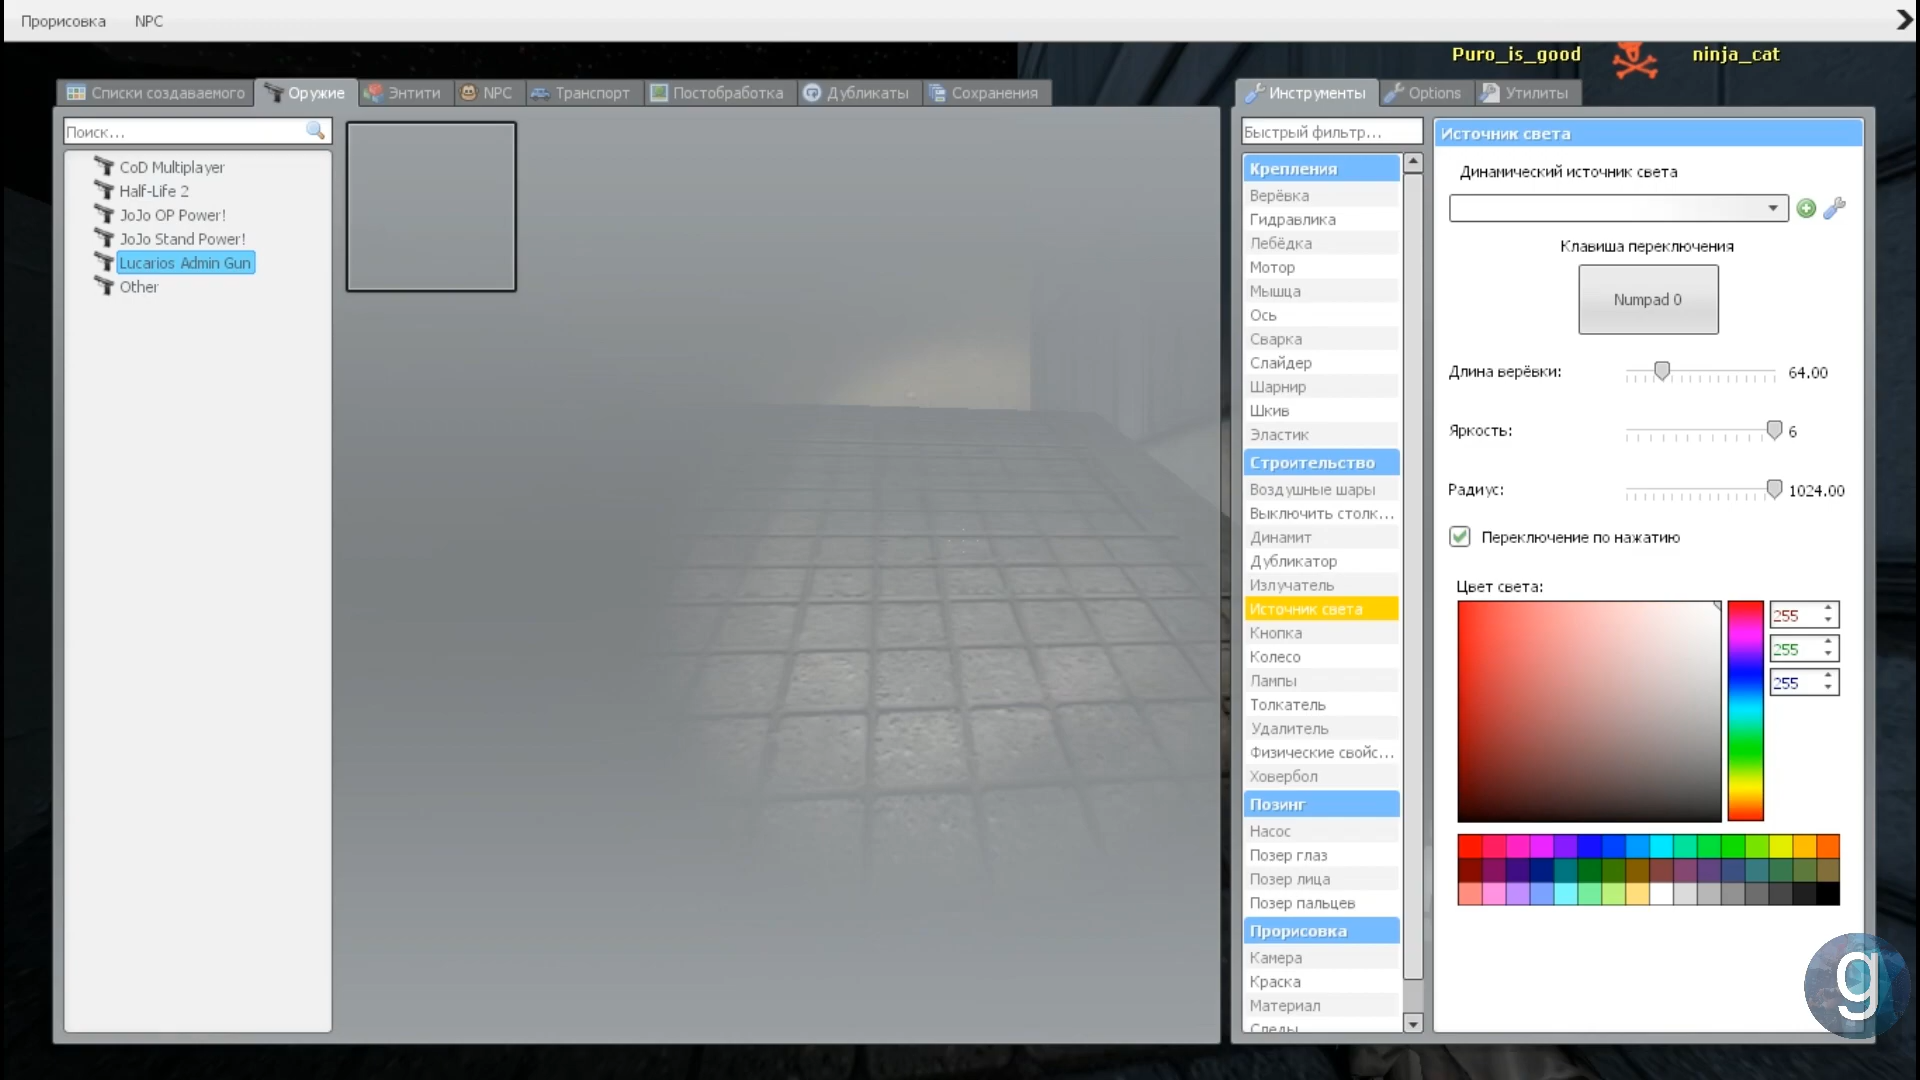 Прорисовка NPC
Puro_is_good ninja_cat
Списки создаваемого Оружие Энтити NPC Транспорт Постобработка Дубликаты Сохранения
Поиск...
CoD Multiplayer
Half-Life 2
JoJo OP Power!
JoJo Stand Power!
Lucarios Admin Gun
Other
Инструменты Options Утилиты
Быстрый фильтр...
Крепления
Верёвка
Гидравлика
Лебёдка
Мотор
Мышца
Ось
Сварка
Слайдер
Шарнир
Шкив
Эластик
Строительство
Воздушные шары
Выключить столк...
Динамит
Дубликатор
Излучатель
Источник света
Кнопка
Колесо
Лампы
Толкатель
Удалитель
Физические свойс...
Ховербол
Позинг
Насос
Позер глаз
Позер лица
Позер пальцев
Прорисовка
Камера
Краска
Материал
Следы
Источник света
Динамический источник света
Клавиша переключения
Numpad 0
Длина верёвки: 64.00
Яркость: 6
Радиус: 1024.00
Переключение по нажатию
Цвет света:
255
255
255
g